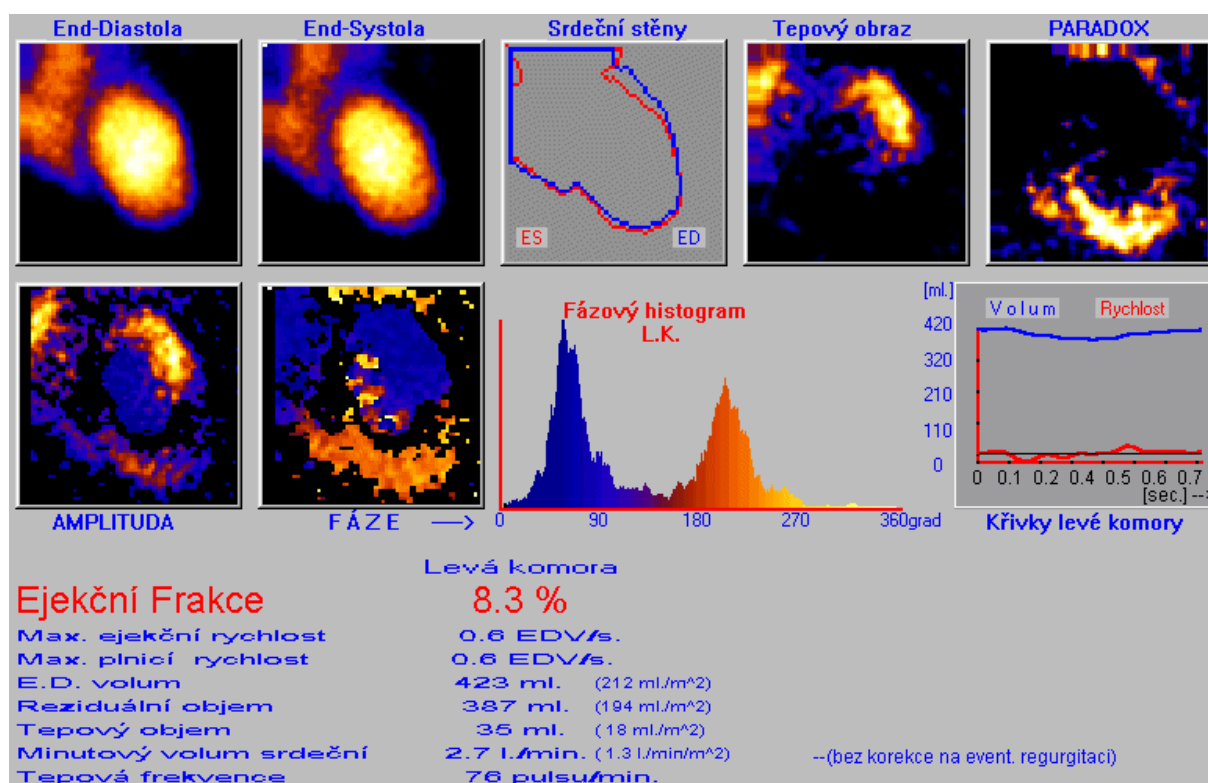 End-Diastola End-Systola Srdeční stěny Tepový obraz PARADOX
ES ED
Fázový histogram
L.K.
[ml.]
Volum Rychlost
420
320
210
110
0
0 0.1 0.2 0.4 0.5 0.6 0.7
[sec.] -->
AMPLITUDA FÁZE —> 0 90 180 270 360grad Křivky levé komory
Levá komora
Ejekční Frakce 8.3 %
Max. ejekční rychlost 0.6 EDV/s.
Max. plnicí rychlost 0.6 EDV/s.
E.D. volum 423 ml. (212 ml./m^2)
Reziduální objem 387 ml. (194 ml./m^2)
Tepový objem 35 ml. (18 ml./m^2)
Minutový volum srdeční 2.7 l./min. (1.3 l/min/m^2) --(bez korekce na event. regurgitaci)
Tepová frekvence 76 pulsu/min.